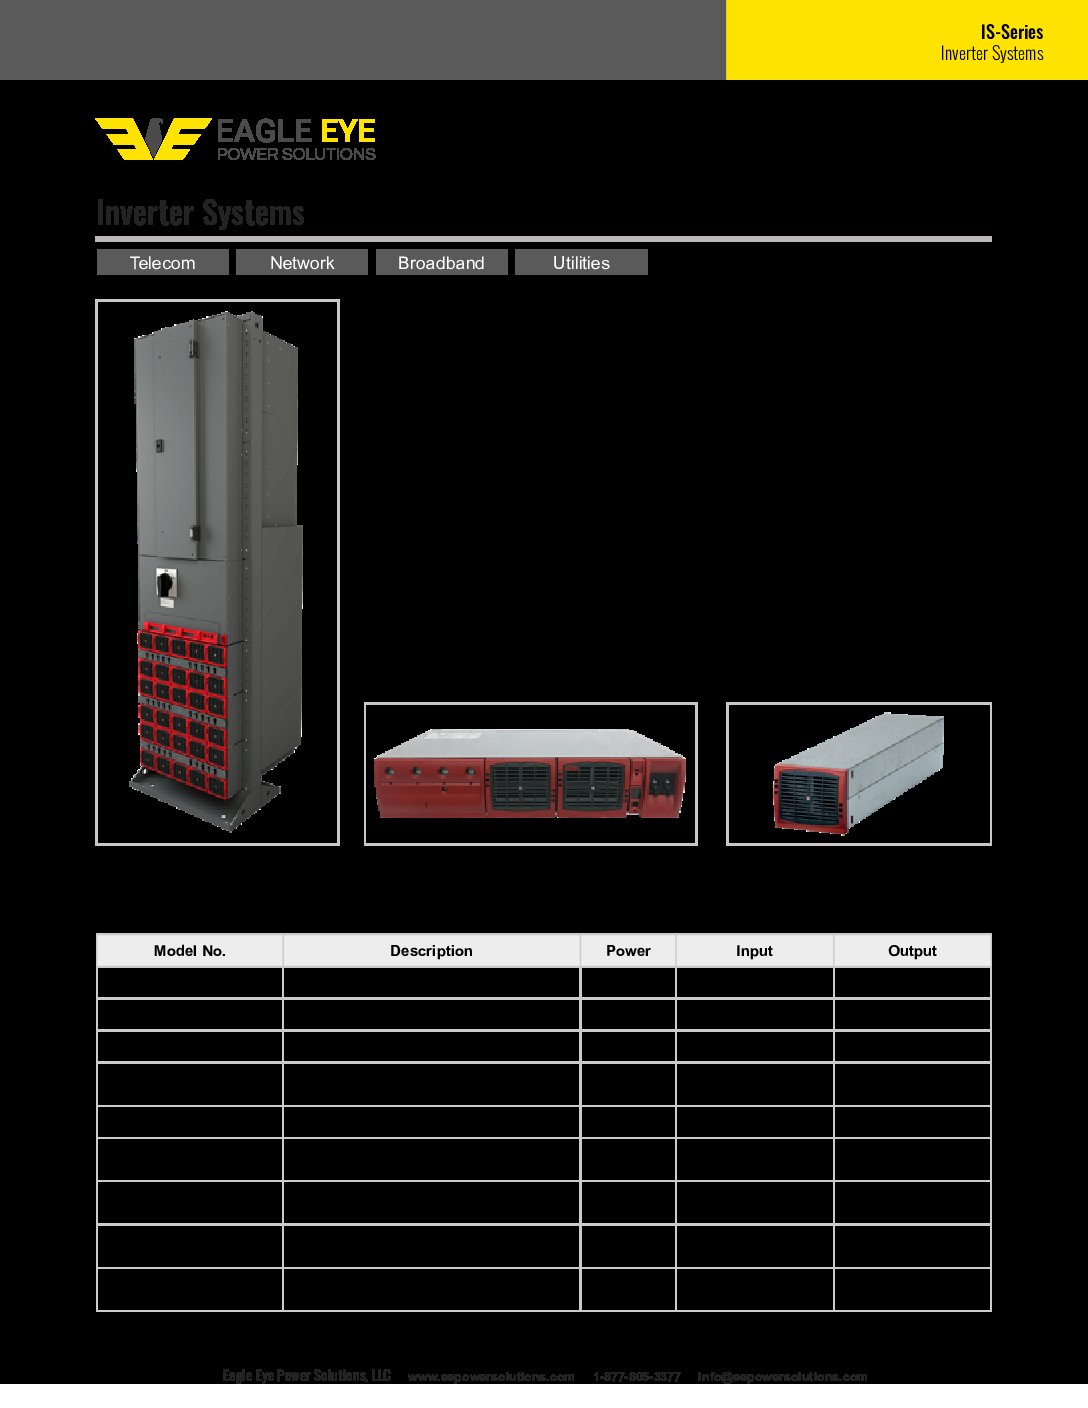 IS-Series
Inverter Systems
EAGLE EYE
POWER SOLUTIONS
Inverter Systems
Telecom Network Broadband Utilities
Model No. Description Power Input Output
Eagle Eye Power Solutions, LLC www.eepowersolutions.com 1-877-805-3377 info@eepowersolutions.com